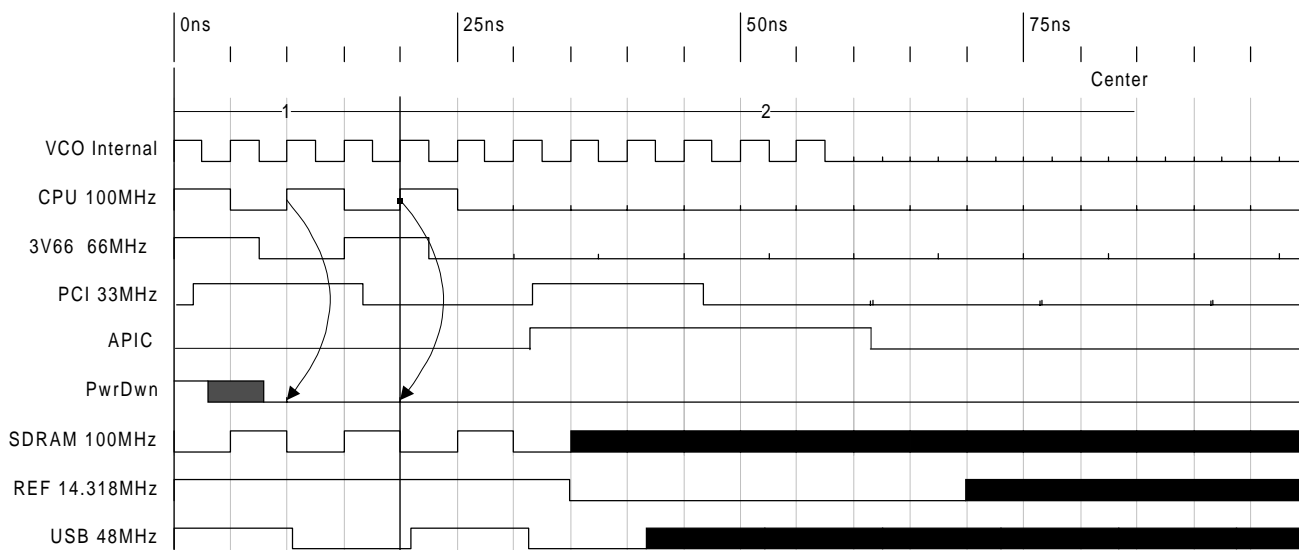 0ns 25ns 50ns 75ns
Center
1 2
VCO Internal
CPU 100MHz
3V66 66MHz
PCI 33MHz
APIC
PwrDwn
SDRAM 100MHz
REF 14.318MHz
USB 48MHz